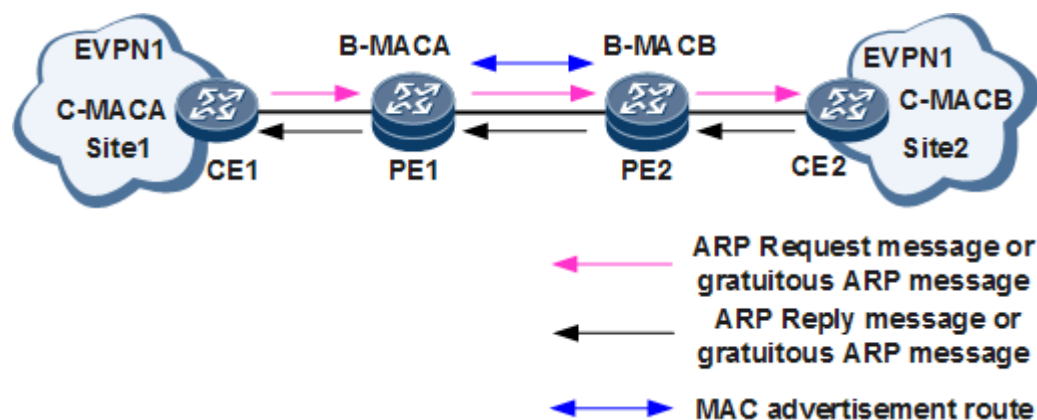 EVPN1
B-MACA
B-MACB
EVPN1
C-MACA
C-MACB
Site1
Site2
CE1
PE1
PE2
CE2
ARP Request message or
gratuitous ARP message
ARP Reply message or
gratuitous ARP message
MAC advertisement route